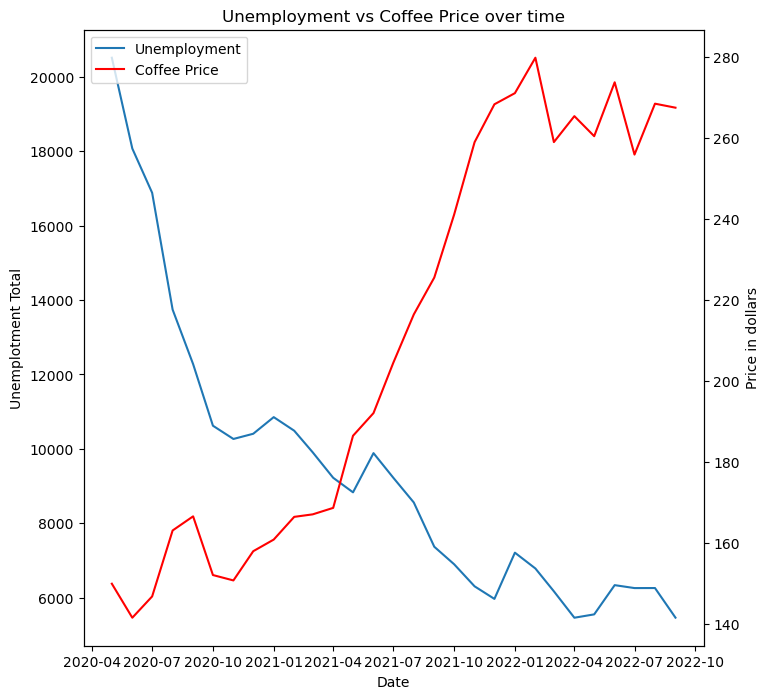 Unemployment vs Coffee Price over time
Unemployment
Coffee Price
20000
18000
16000
14000
12000
10000
8000
6000
Unemplotment Total
280
260
240
220
200
180
160
140
Price in dollars
2020-04 2020-07 2020-10 2021-01 2021-04 2021-07 2021-10 2022-01 2022-04 2022-07 2022-10
Date